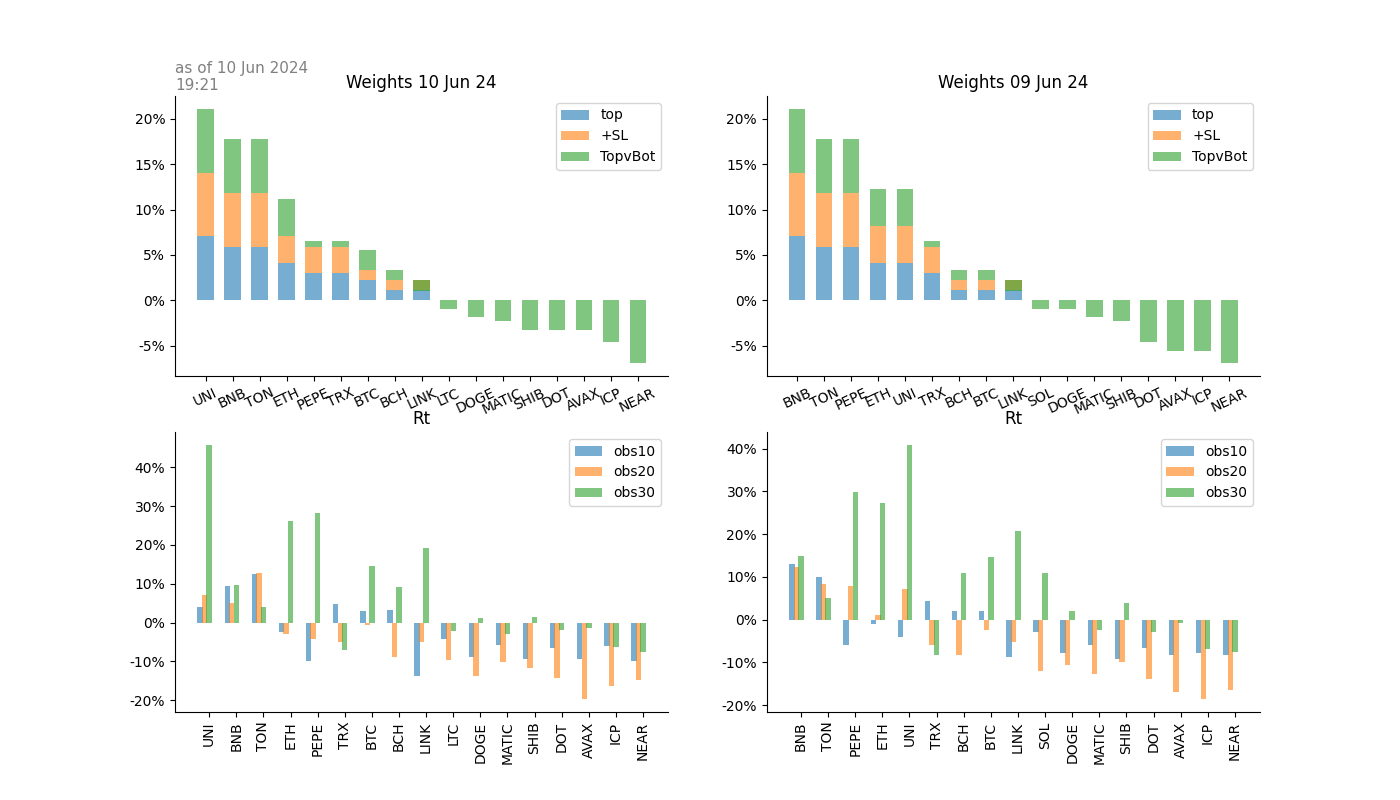 as of 10 Jun 2024
19:21
Weights 10 Jun 24
20%
15%
10%
5%
0%
-5%
top
+SL
TopvBot
UNI BNB TON ETH PEPE TRX BTC BCH LINK LTC DOGE MATIC SHIB DOT AVAX ICP NEAR
Weights 09 Jun 24
20%
15%
10%
5%
0%
-5%
top
+SL
TopvBot
BNB TON PEPE ETH UNI TRX BCH BTC LINK SOL DOGE MATIC SHIB DOT AVAX ICP NEAR
Rt
40%
30%
20%
10%
0%
-10%
-20%
obs10
obs20
obs30
UNI BNB TON ETH PEPE TRX BTC BCH LINK LTC DOGE MATIC SHIB DOT AVAX ICP NEAR
Rt
40%
30%
20%
10%
0%
-10%
-20%
obs10
obs20
obs30
BNB TON PEPE ETH UNI TRX BCH BTC LINK SOL DOGE MATIC SHIB DOT AVAX ICP NEAR